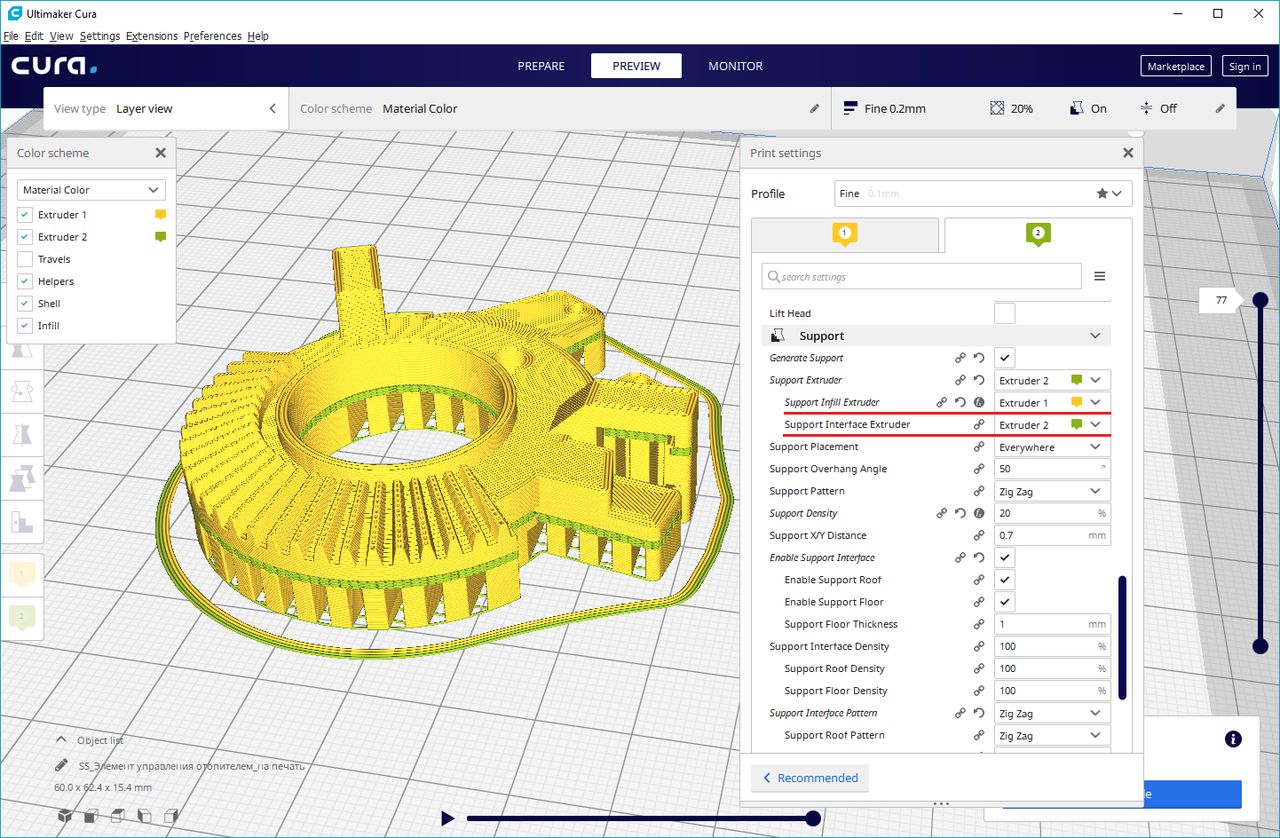 Ultimaker Cura
File Edit View Settings Extensions Preferences Help
cura.
PREPARE PREVIEW MONITOR
Marketplace Sign in
View type Layer view
Color scheme Material Color
Fine 0.2mm 20% On Off
Color scheme
Material Color
Extruder 1
Extruder 2
Travels
Helpers
Shell
Infill
1
2
Print settings
Profile Fine 0.1mm
1 2
search settings
Lift Head
Support
Generate Support
Support Extruder Extruder 2
Support Infill Extruder Extruder 1
Support Interface Extruder Extruder 2
Support Placement Everywhere
Support Overhang Angle 50 °
Support Pattern Zig Zag
Support Density 20 %
Support X/Y Distance 0.7 mm
Enable Support Interface
Enable Support Roof
Enable Support Floor
Support Floor Thickness 1 mm
Support Interface Density 100 %
Support Roof Density 100 %
Support Floor Density 100 %
Support Interface Pattern Zig Zag
Support Roof Pattern Zig Zag
Recommended
77
Object list
SS_Элемент управления отопителем_на печать
60.0 x 62.4 x 15.4 mm